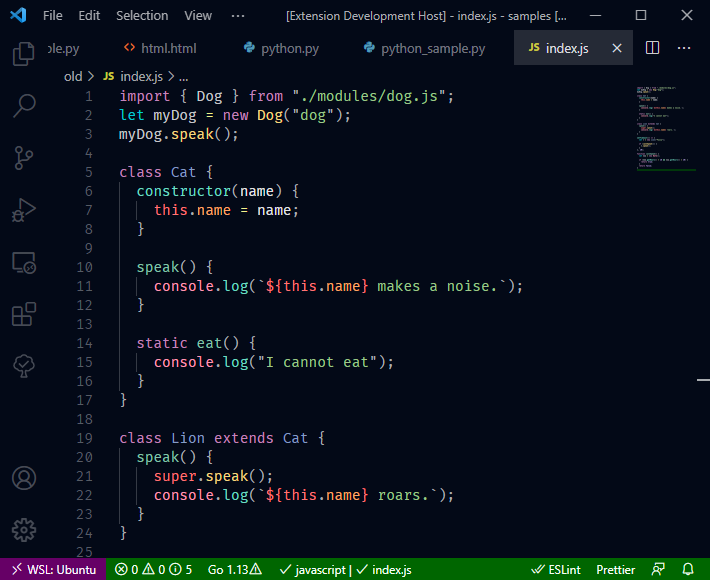 File Edit Selection View ··· [Extension Development Host] - index.js - samples [...
ple.py <> html.html python.py python_sample.py JS index.js
old > JS index.js > ...
1 import { Dog } from "./modules/dog.js";
2 let myDog = new Dog("dog");
3 myDog.speak();
4
5 class Cat {
6 constructor(name) {
7 this.name = name;
8 }
9
10 speak() {
11 console.log(`${this.name} makes a noise.`);
12 }
13
14 static eat() {
15 console.log("I cannot eat");
16 }
17 }
18
19 class Lion extends Cat {
20 speak() {
21 super.speak();
22 console.log(`${this.name} roars.`);
23 }
24 }
25
WSL: Ubuntu 0 0 5 Go 1.13 javascript | index.js ESLint Prettier